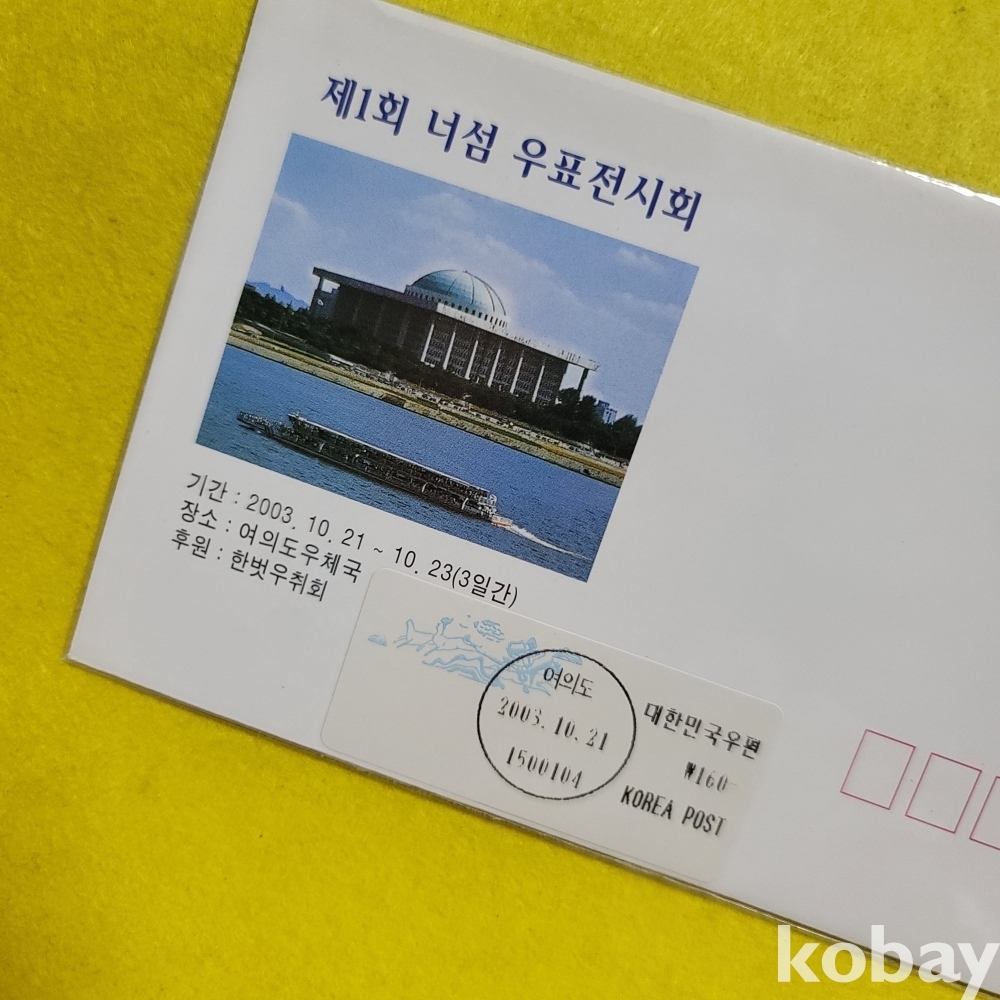 제1회 너섬 우표전시회
기간 : 2003. 10. 21 ~ 10. 23(3일간)
장소 : 여의도우체국
후원 : 한벗우취회
여의도
2003. 10. 21
1500104
대한민국우편
₩160-
KOREA POST
kobay